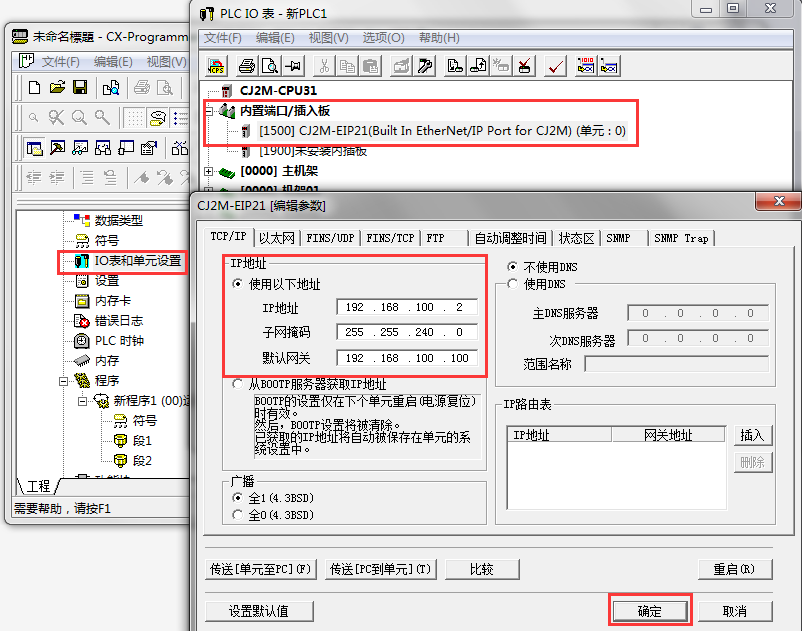 未命名標題 - CX-Programm
文件(F) 编辑(E) 视图(V)
数据类型
符号
IO表和单元设置
设置
内存卡
错误日志
PLC 时钟
内存
程序
新程序1 (00)运
符号
段1
段2
工程
需要帮助，请按F1
PLC IO 表 - 新PLC1
文件(F) 编辑(E) 视图(V) 选项(O) 帮助(H)
CJ2M-CPU31
内置端口/插入板
[1500] CJ2M-EIP21(Built In EtherNet/IP Port for CJ2M) (单元 : 0)
[1900]未安装内插板
[0000] 主机架
[0000] 机架01
CJ2M-EIP21 [编辑参数]
TCP/IP 以太网 FINS/UDP FINS/TCP FTP 自动调整时间 状态区 SNMP SNMP Trap
IP地址
使用以下地址
IP地址 192 .168 .100 . 2
子网掩码 255 .255 .240 . 0
默认网关 192 .168 .100 .100
从BOOTP服务器获取IP地址
BOOTP的设置仅在下个单元重启(电源复位)
时有效。
然后，BOOTP设置将被清除。
已获取的IP地址将自动被保存在单元的系
统设置中。
广播
全1(4.3BSD)
全0(4.3BSD)
不使用DNS
使用DNS
主DNS服务器 0 . 0 . 0 . 0
次DNS服务器 0 . 0 . 0 . 0
范围名称
IP路由表
IP地址 网关地址
插入
删除
传送[单元至PC](F) 传送[PC到单元](T) 比较 重启(R)
设置默认值 确定 取消